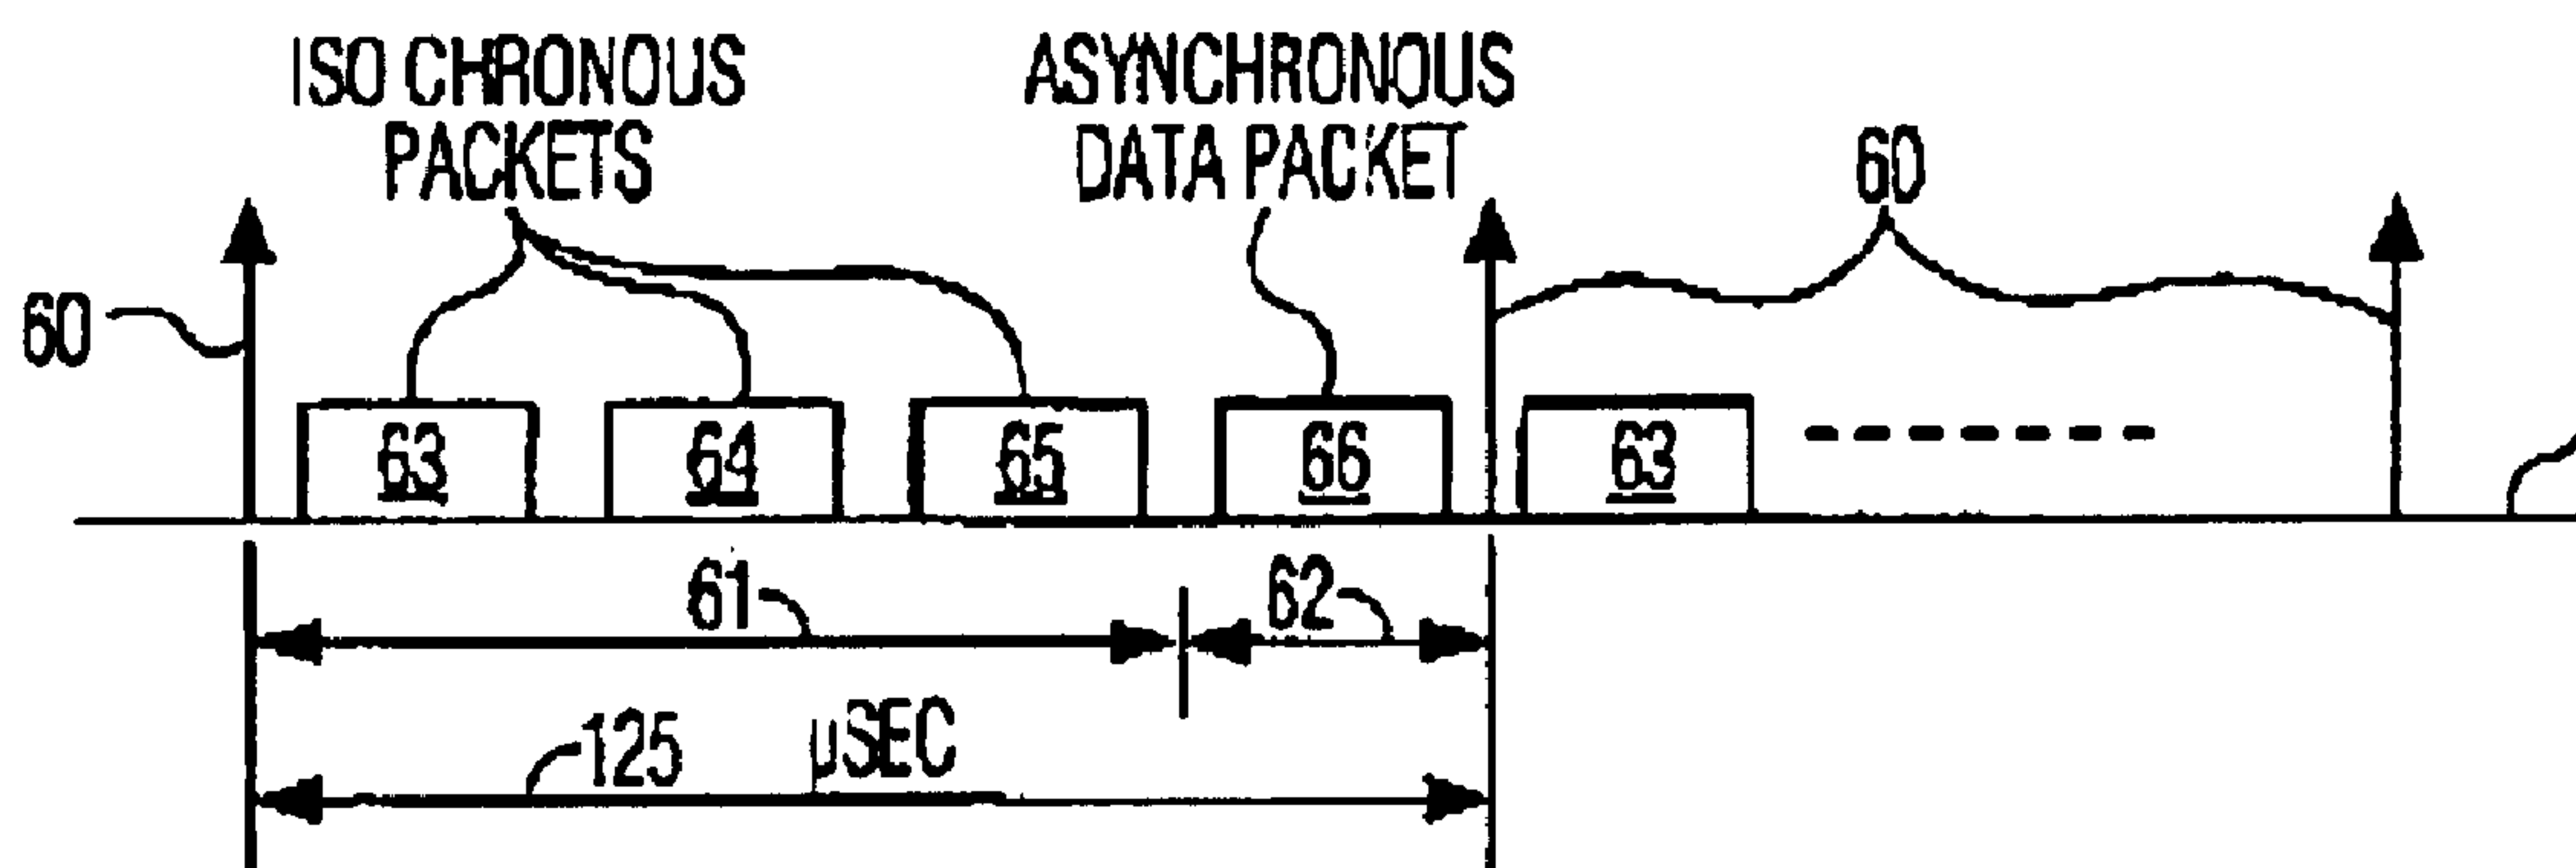 ISO CHRONOUS
PACKETS
ASYNCHRONOUS
DATA PACKET
60
60
63
64
65
66
63
61
62
125 µSEC